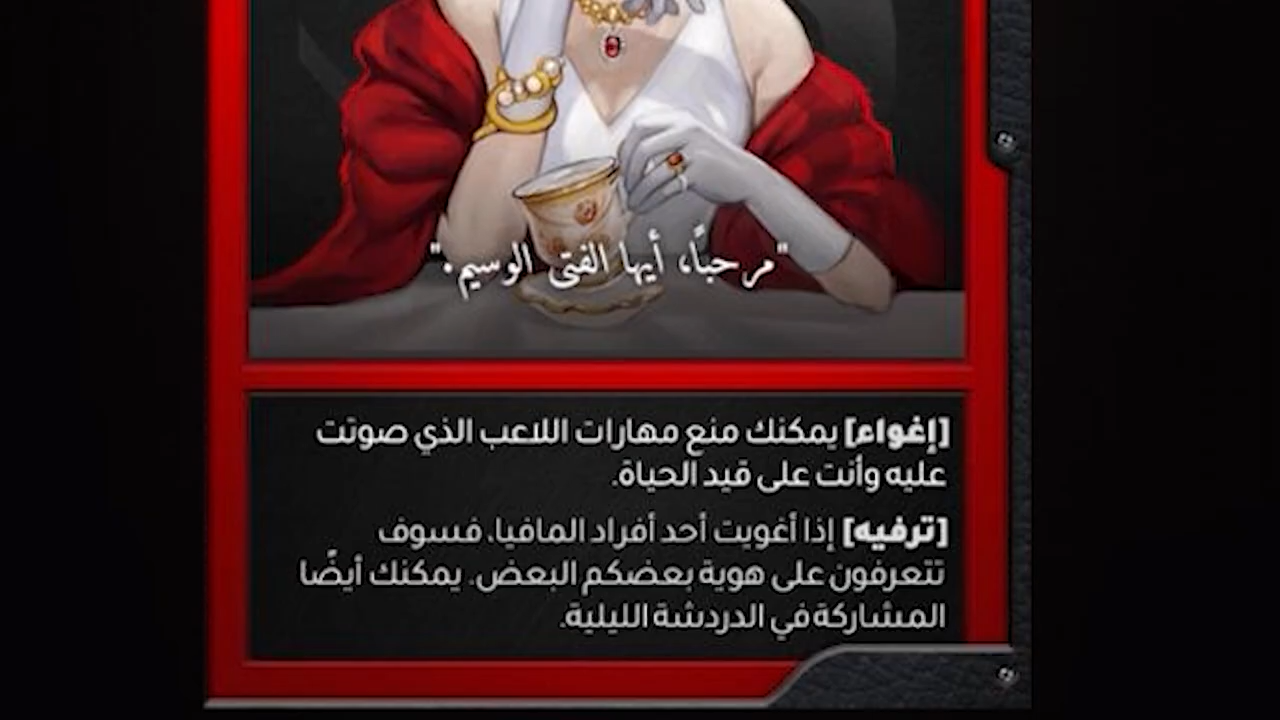 "مرحبًا، أيها الفتى الوسيم."
[إغواء] يمكنك منع مهارات اللاعب الذي صوتت
عليه وأنت على قيد الحياة.
[ترفيه] إذا أغويت أحد أفراد المافيا، فسوف
تتعرفون على هوية بعضكم البعض. يمكنك أيضًا
المشاركة في الدردشة الليلية.